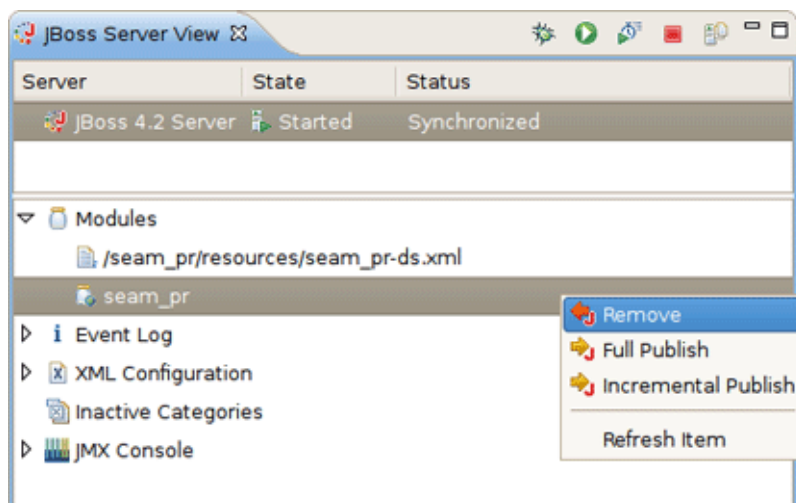 JBoss Server View
Server State Status
JBoss 4.2 Server Started Synchronized
Modules
/seam_pr/resources/seam_pr-ds.xml
seam_pr
Remove
Event Log
Full Publish
XML Configuration
Incremental Publish
Inactive Categories
Refresh Item
JMX Console